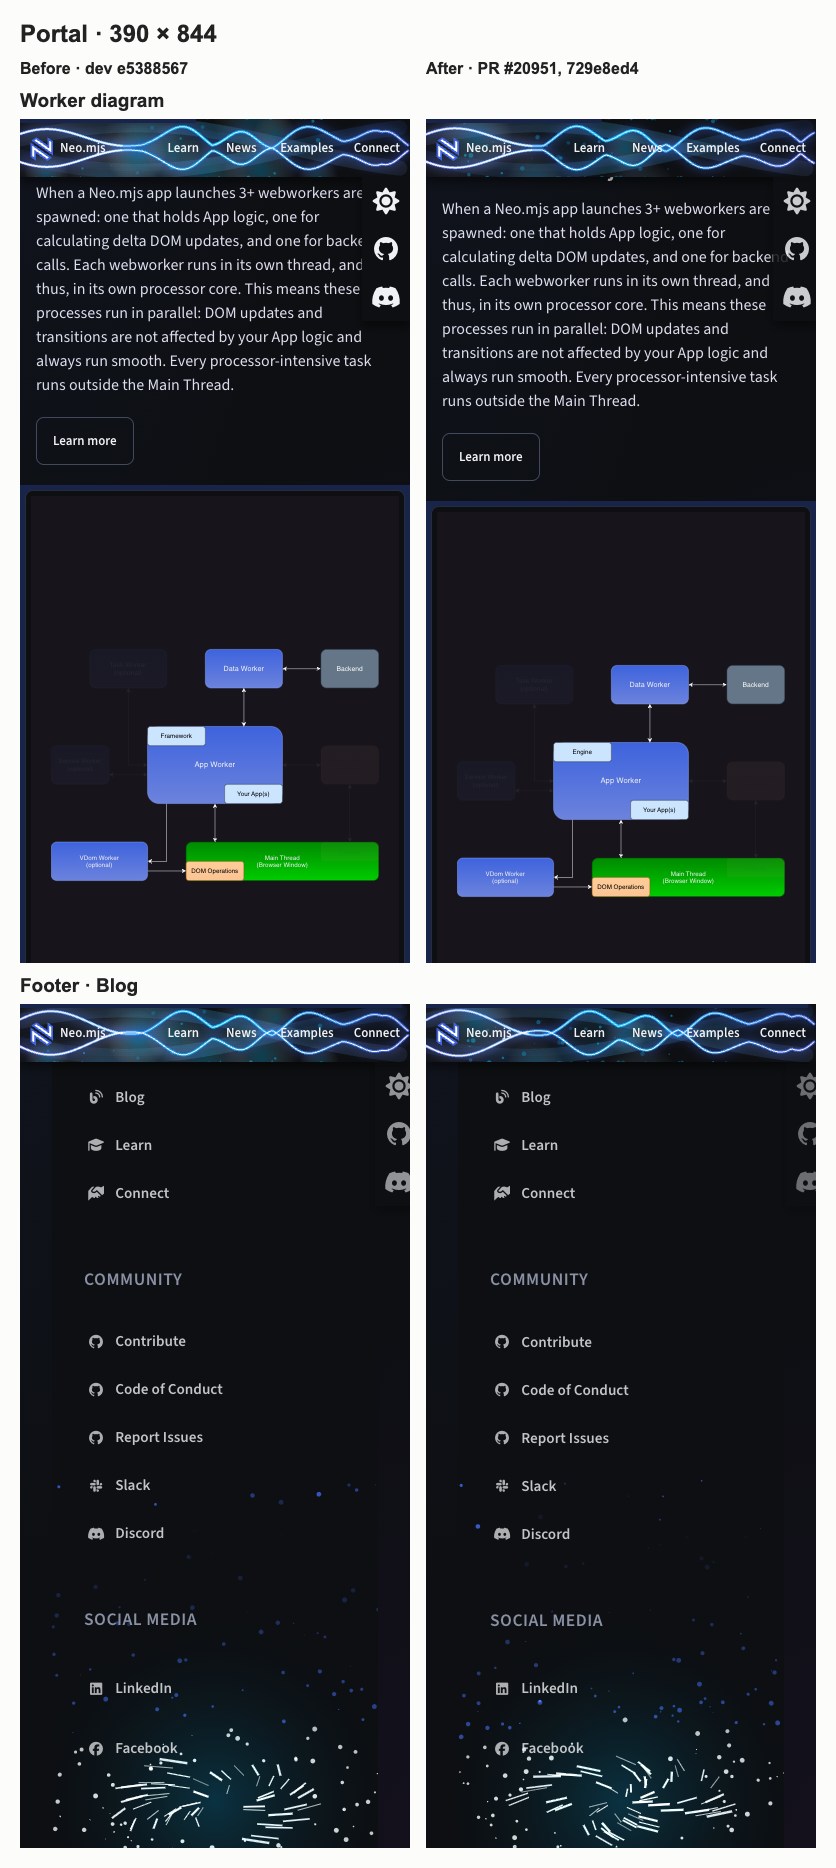 Portal · 390 × 844
Before · dev e5388567
After · PR #20951, 729e8ed4
Worker diagram
Neo.mjs Learn News Examples Connect
When a Neo.mjs app launches 3+ webworkers are
spawned: one that holds App logic, one for
calculating delta DOM updates, and one for backe
calls. Each webworker runs in its own thread, and
thus, in its own processor core. This means these
processes run in parallel: DOM updates and
transitions are not affected by your App logic and
always run smooth. Every processor-intensive task
runs outside the Main Thread.
Learn more
Data Worker
Backend
Framework
App Worker
Your App(s)
VDom Worker
(optional)
Main Thread
(Browser Window)
DOM Operations
Neo.mjs Learn News Examples Connect
When a Neo.mjs app launches 3+ webworkers are
spawned: one that holds App logic, one for
calculating delta DOM updates, and one for backend
calls. Each webworker runs in its own thread, and
thus, in its own processor core. This means these
processes run in parallel: DOM updates and
transitions are not affected by your App logic and
always run smooth. Every processor-intensive task
runs outside the Main Thread.
Learn more
Data Worker
Backend
Engine
App Worker
Your App(s)
VDom Worker
(optional)
Main Thread
(Browser Window)
DOM Operations
Footer · Blog
Neo.mjs Learn News Examples Connect
Blog
Learn
Connect
COMMUNITY
Contribute
Code of Conduct
Report Issues
Slack
Discord
SOCIAL MEDIA
LinkedIn
Facebook
Neo.mjs Learn News Examples Connect
Blog
Learn
Connect
COMMUNITY
Contribute
Code of Conduct
Report Issues
Slack
Discord
SOCIAL MEDIA
LinkedIn
Facebook